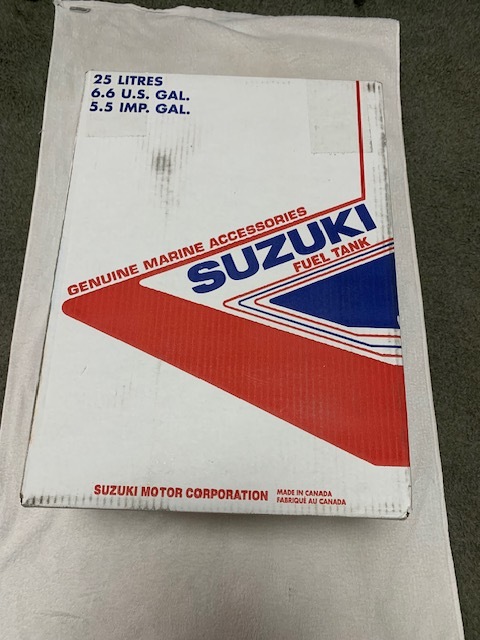 25 LITRES
6.6 U.S. GAL.
5.5 IMP. GAL.
GENUINE MARINE ACCESSORIES
SUZUKI
FUEL TANK
SUZUKI MOTOR CORPORATION
MADE IN CANADA
FABRIQUÉ AU CANADA